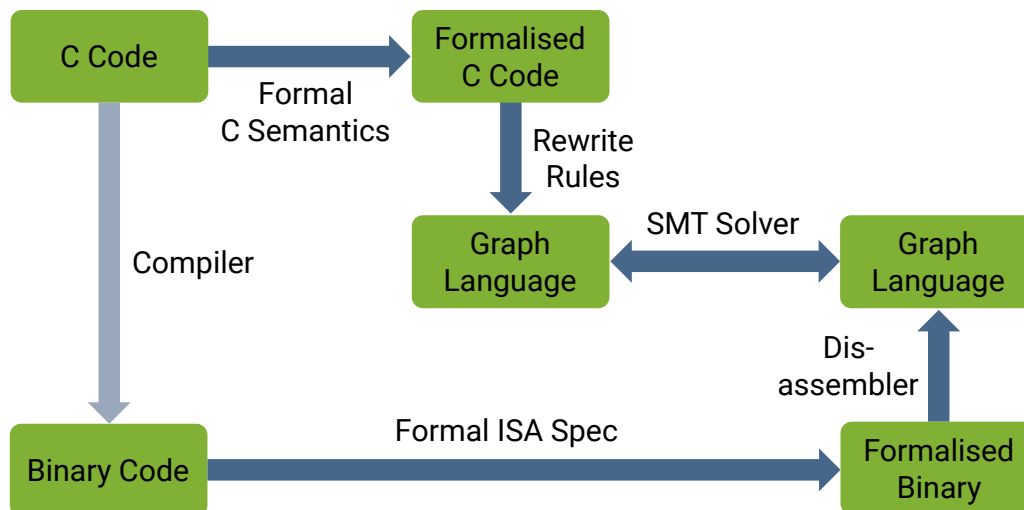 C Code
Formal
C Semantics
Formalised
C Code
Rewrite
Rules
Compiler
Graph
Language
SMT Solver
Graph
Language
Dis-
assembler
Binary Code
Formal ISA Spec
Formalised
Binary